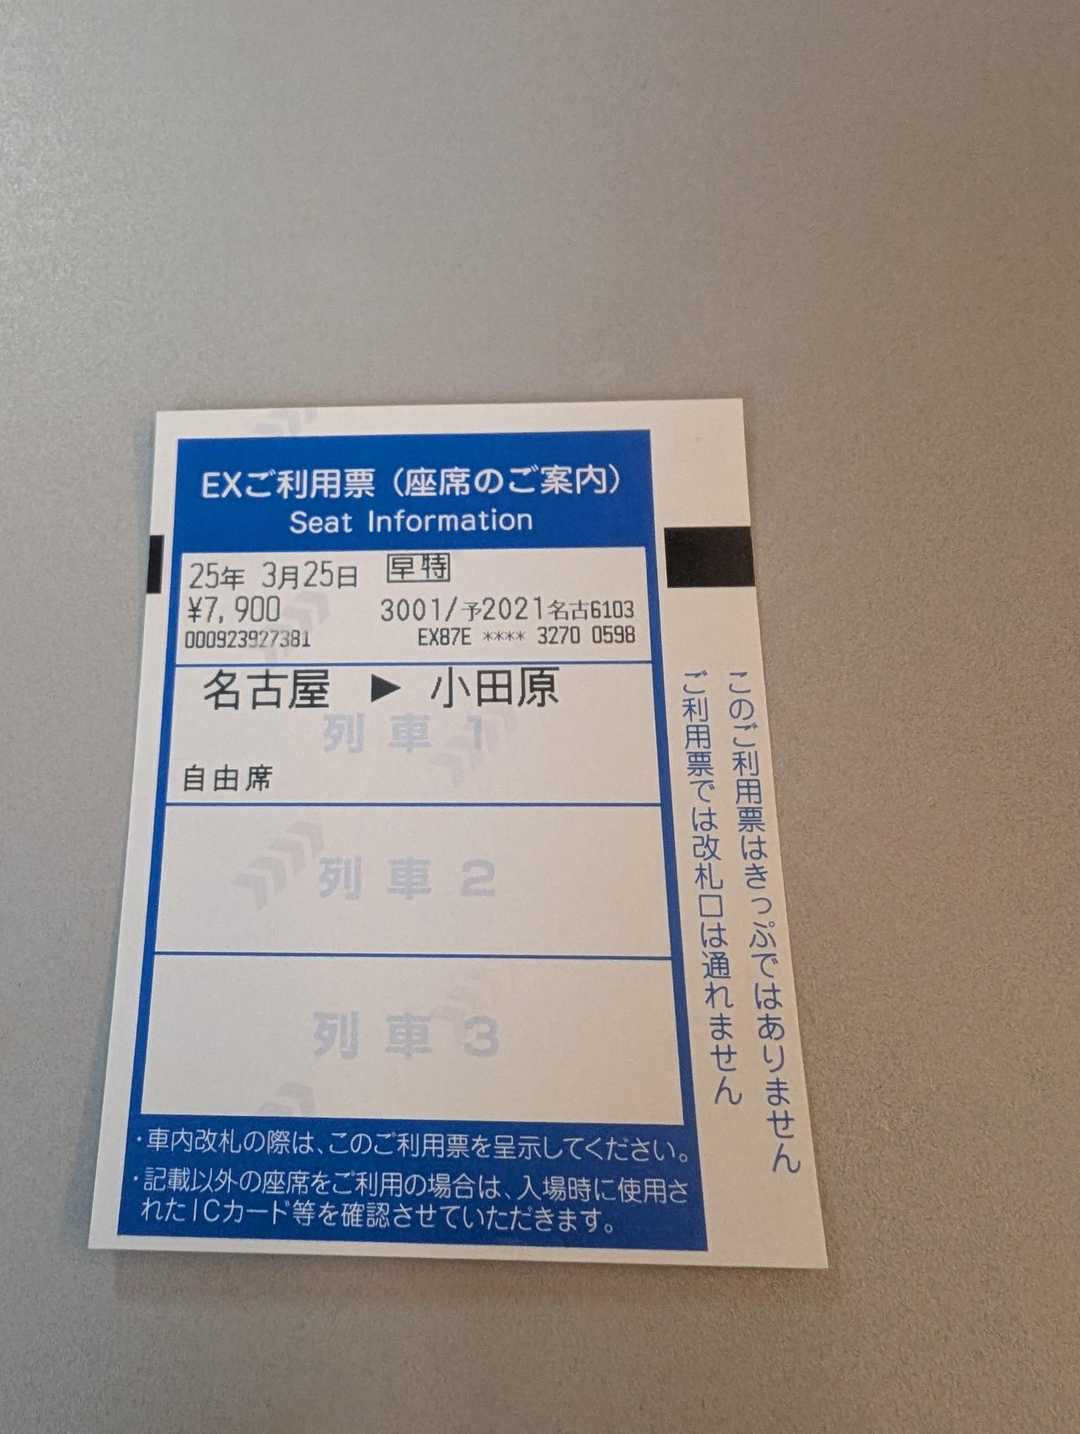 EXご利用票（座席のご案内）
Seat Information
25年 3月25日 早特
¥7,900 3001/予2021名古6103
000923927381 EX87E **** 3270 0598
名古屋 ▶ 小田原
列車1
自由席
列車2
列車3
・車内改札の際は、このご利用票を呈示してください。
・記載以外の座席をご利用の場合は、入場時に使用さ
れたICカード等を確認させていただきます。
このご利用票はきっぷではありません
ご利用票では改札口は通れません